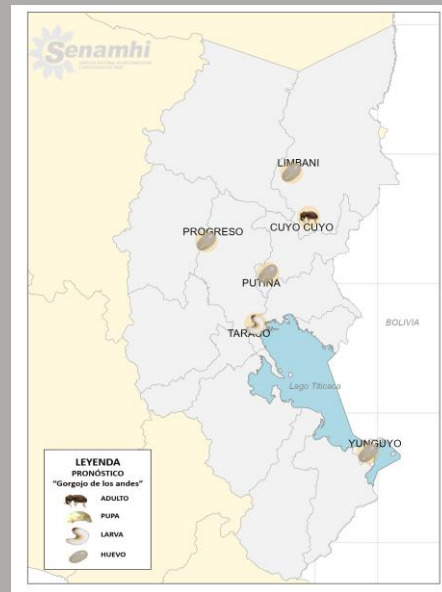 Senamhi
LIMBANI
CUYO CUYO
PROGRESO
PUTINA
TARACO
BOLIVIA
Lago Titicaca
YUNGUYO
LEYENDA
PRONÓSTICO
"Gorgojo de los andes"
ADULTO
PUPA
LARVA
HUEVO